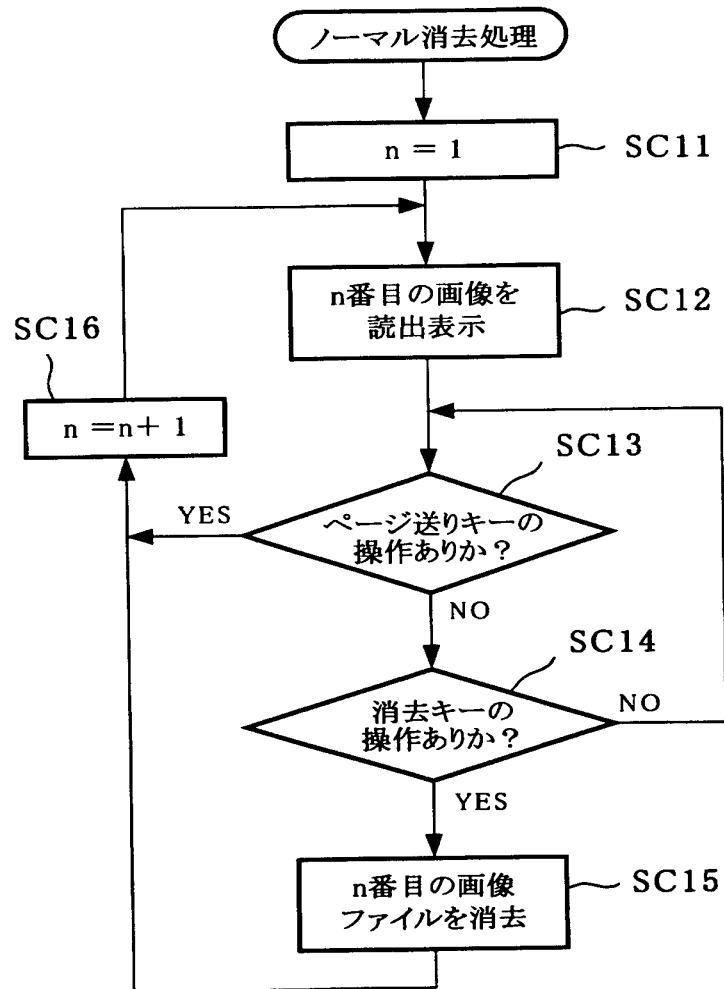 ノーマル消去処理
n = 1
SC11
n番目の画像を
読出表示
SC12
SC16
n =n+ 1
SC13
YES
ページ送りキーの
操作ありか?
NO
SC14
消去キーの
操作ありか?
NO
YES
n番目の画像
ファイルを消去
SC15